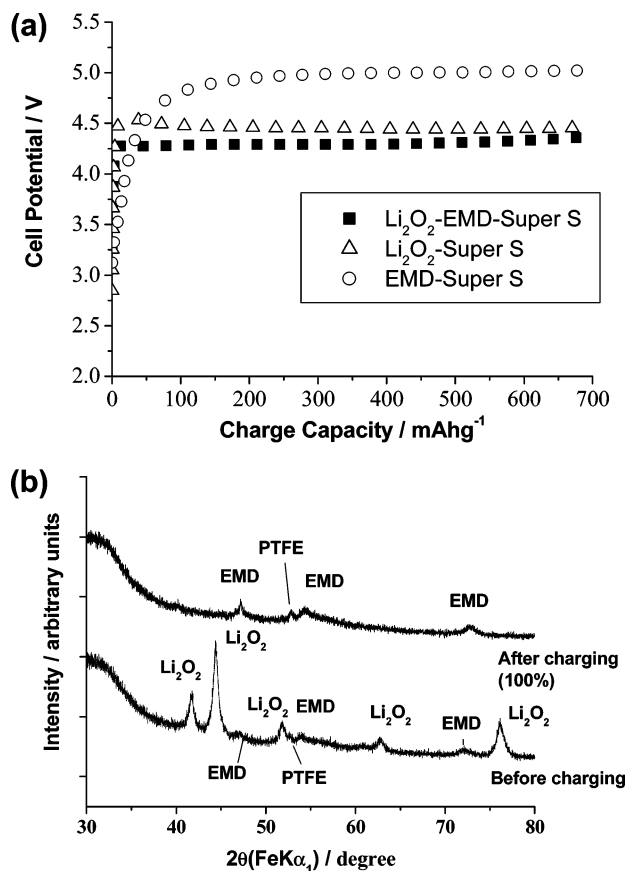 (a)
5.5
5.0
4.5
4.0
3.5
3.0
2.5
2.0
Cell Potential / V
Li₂O₂-EMD-Super S
Li₂O₂-Super S
EMD-Super S
0 100 200 300 400 500 600 700
Charge Capacity / mAhg⁻¹
(b)
Intensity / arbitrary units
PTFE
EMD
EMD
EMD
After charging
(100%)
Li₂O₂
Li₂O₂
Li₂O₂
EMD
Li₂O₂
EMD
Li₂O₂
EMD
PTFE
Before charging
30 40 50 60 70 80
2θ(FeKα₁) / degree